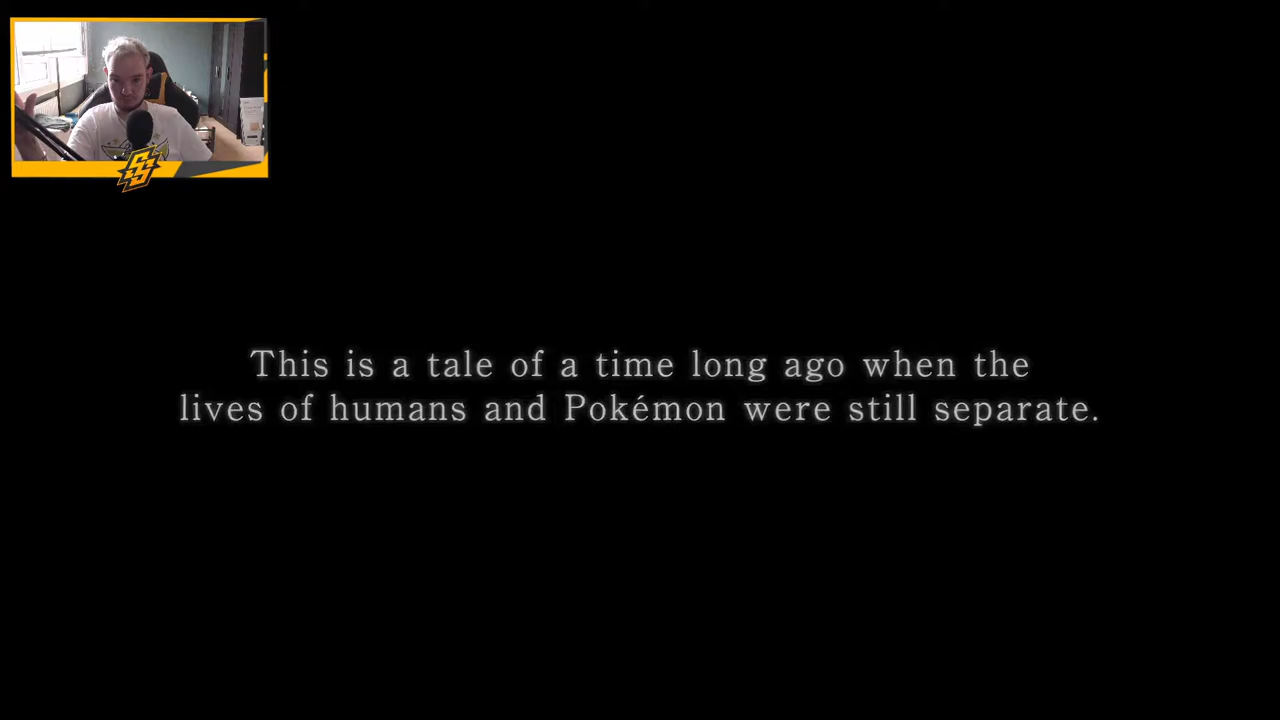 This is a tale of a time long ago when the
lives of humans and Pokémon were still separate.